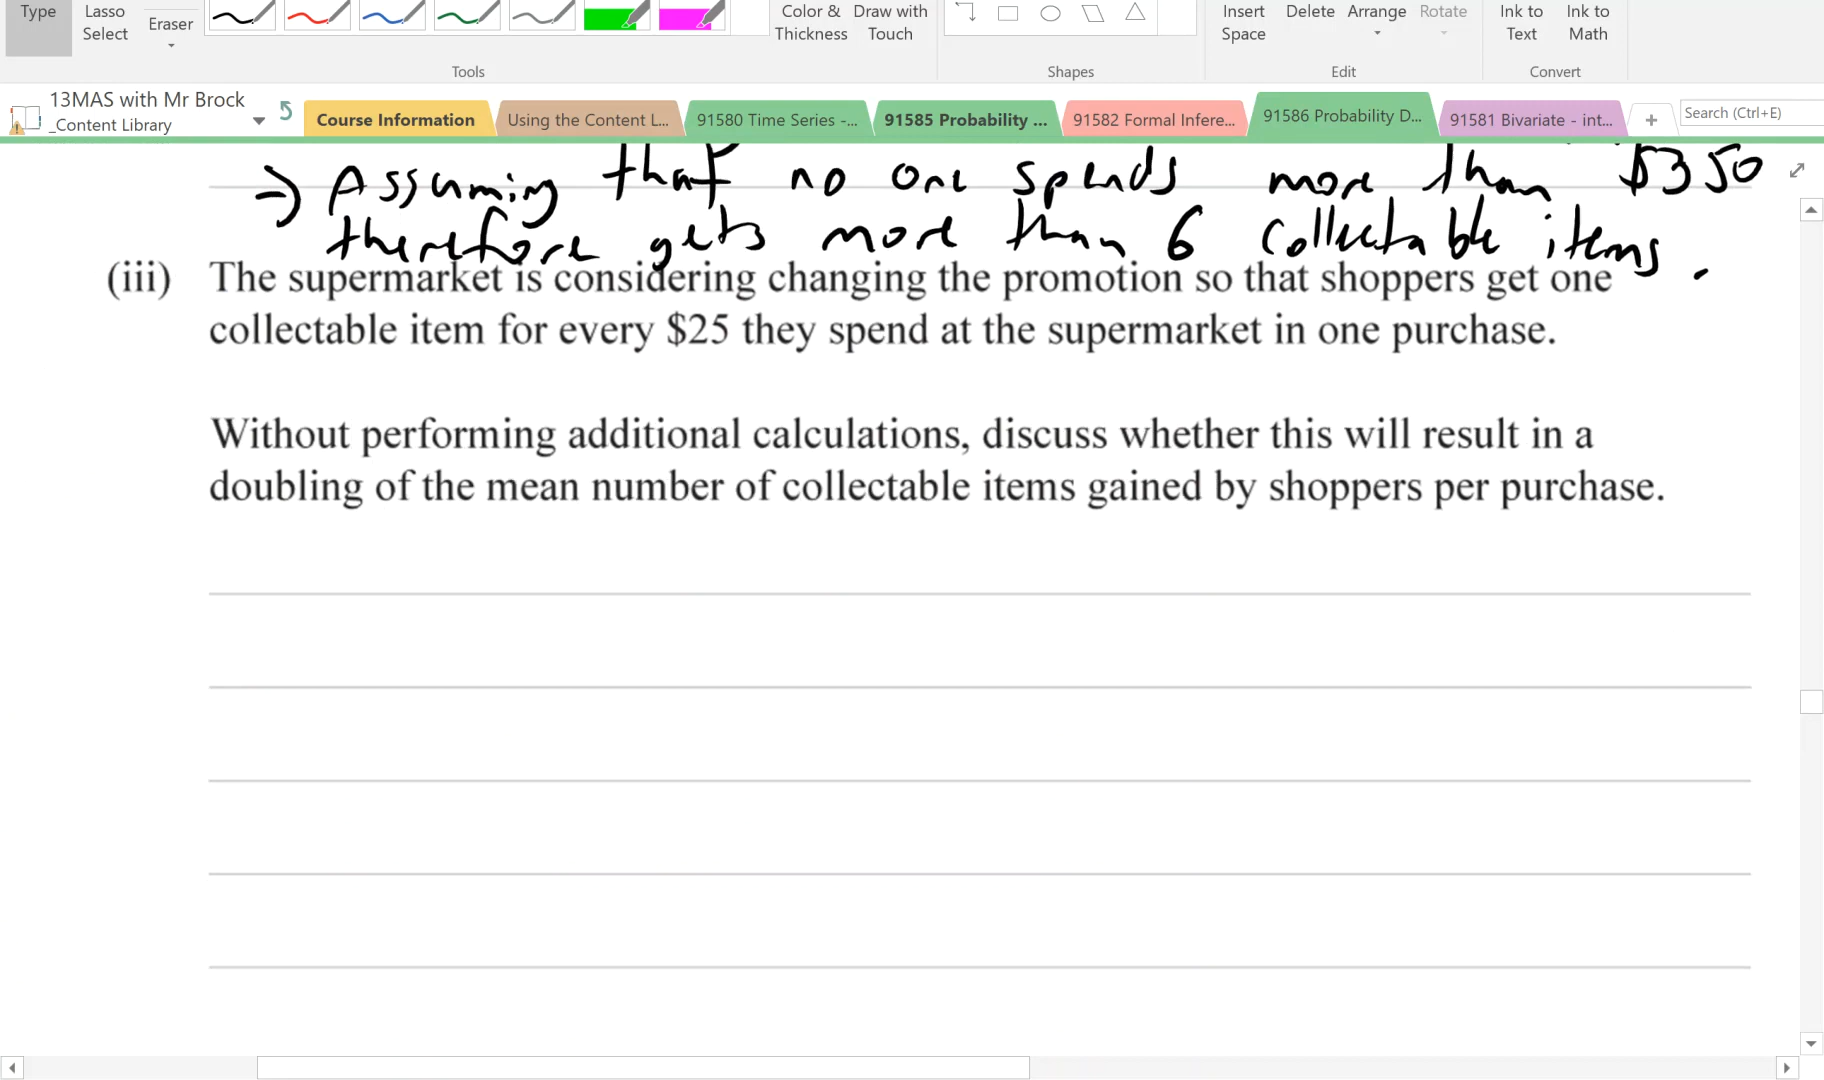 Type
Lasso
Select
Eraser
Color &
Thickness
Draw with
Touch
Insert
Space
Delete
Arrange
Rotate
Ink to
Text
Ink to
Math
Tools
Shapes
Edit
Convert
13MAS with Mr Brock
_Content Library
Course Information
Using the Content L...
91580 Time Series -...
91585 Probability ...
91582 Formal Infere...
91586 Probability D...
91581 Bivariate - int...
+
Search (Ctrl+E)
→ Assuming that no one spends more than $350
therefore gets more than 6 collectable items.
(iii) The supermarket is considering changing the promotion so that shoppers get one
collectable item for every $25 they spend at the supermarket in one purchase.
Without performing additional calculations, discuss whether this will result in a
doubling of the mean number of collectable items gained by shoppers per purchase.